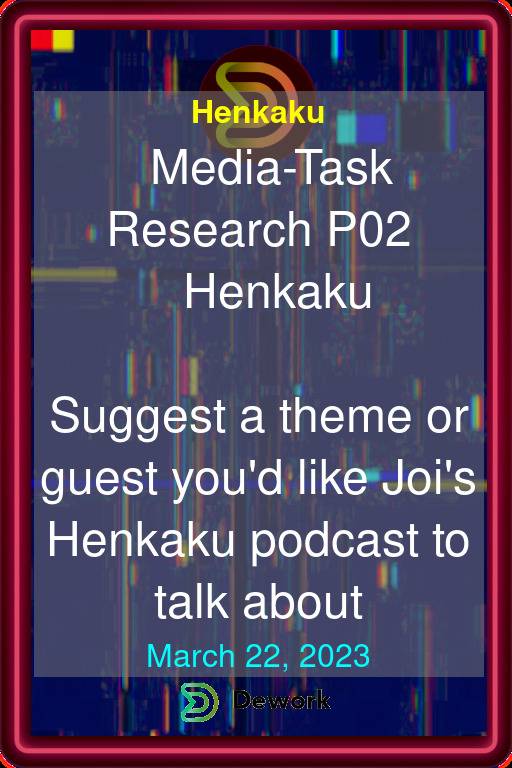 Henkaku
Media-Task
Research P02
Henkaku
Suggest a theme or
guest you'd like Joi's
Henkaku podcast to
talk about
March 22, 2023
Dework